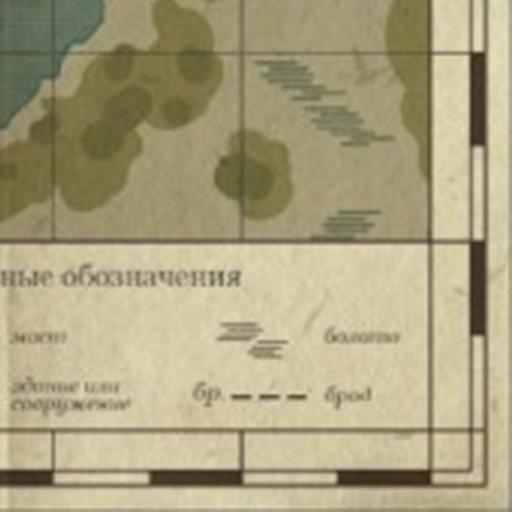 ные обозначения
мост
болото
здание или
сооружение
бр.
брод